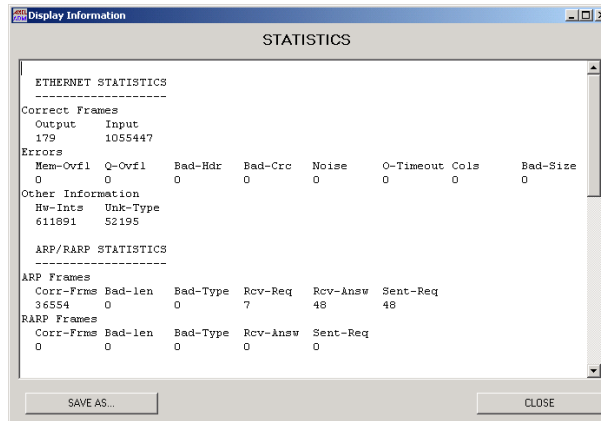 AXEL ADM Display Information
STATISTICS
ETHERNET STATISTICS
-------------------
Correct Frames
Output Input
179 1055447
Errors
Mem-Ovfl Q-Ovfl Bad-Hdr Bad-Crc Noise O-Timeout Cols Bad-Size
0 0 0 0 0 0 0 0
Other Information
Hw-Ints Unk-Type
611891 52195
ARP/RARP STATISTICS
-------------------
ARP Frames
Corr-Frms Bad-len Bad-Type Rcv-Req Rcv-Answ Sent-Req
36554 0 0 7 48 48
RARP Frames
Corr-Frms Bad-len Bad-Type Rcv-Answ Sent-Req
0 0 0 0 0
SAVE AS... CLOSE